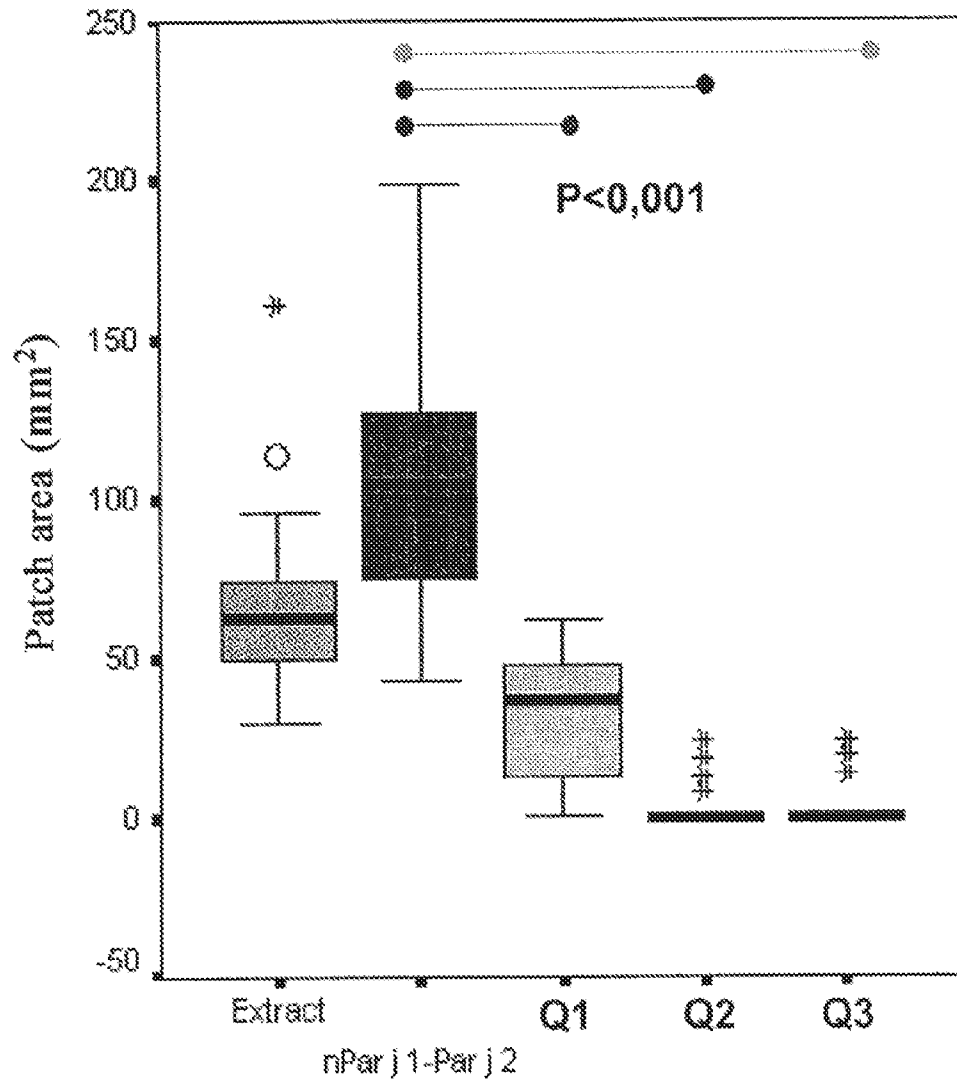 250
200
150
100
50
0
-50
Patch area (mm²)
P<0,001
Extract
nPar j 1-Par j 2
Q1
Q2
Q3